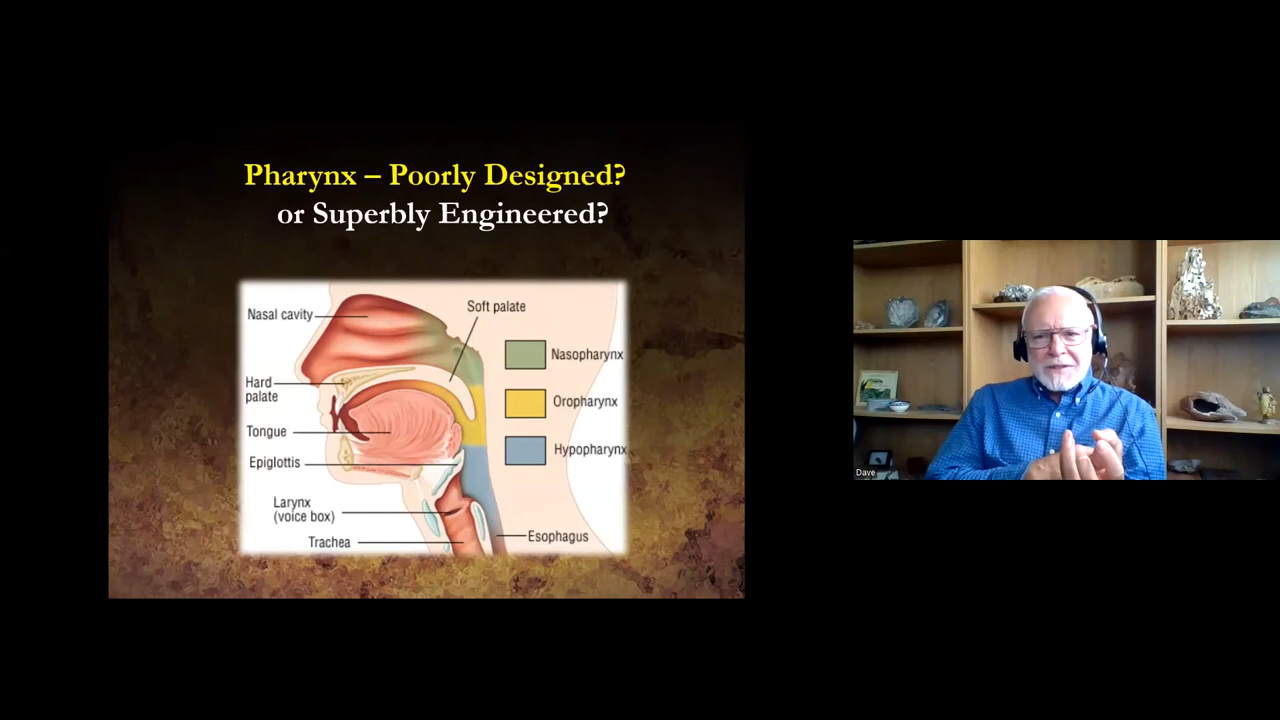 Pharynx – Poorly Designed?
or Superbly Engineered?
Soft palate
Nasal cavity
Nasopharynx
Hard
palate
Oropharynx
Tongue
Hypopharynx
Epiglottis
Larynx
(voice box)
Esophagus
Trachea
Dave